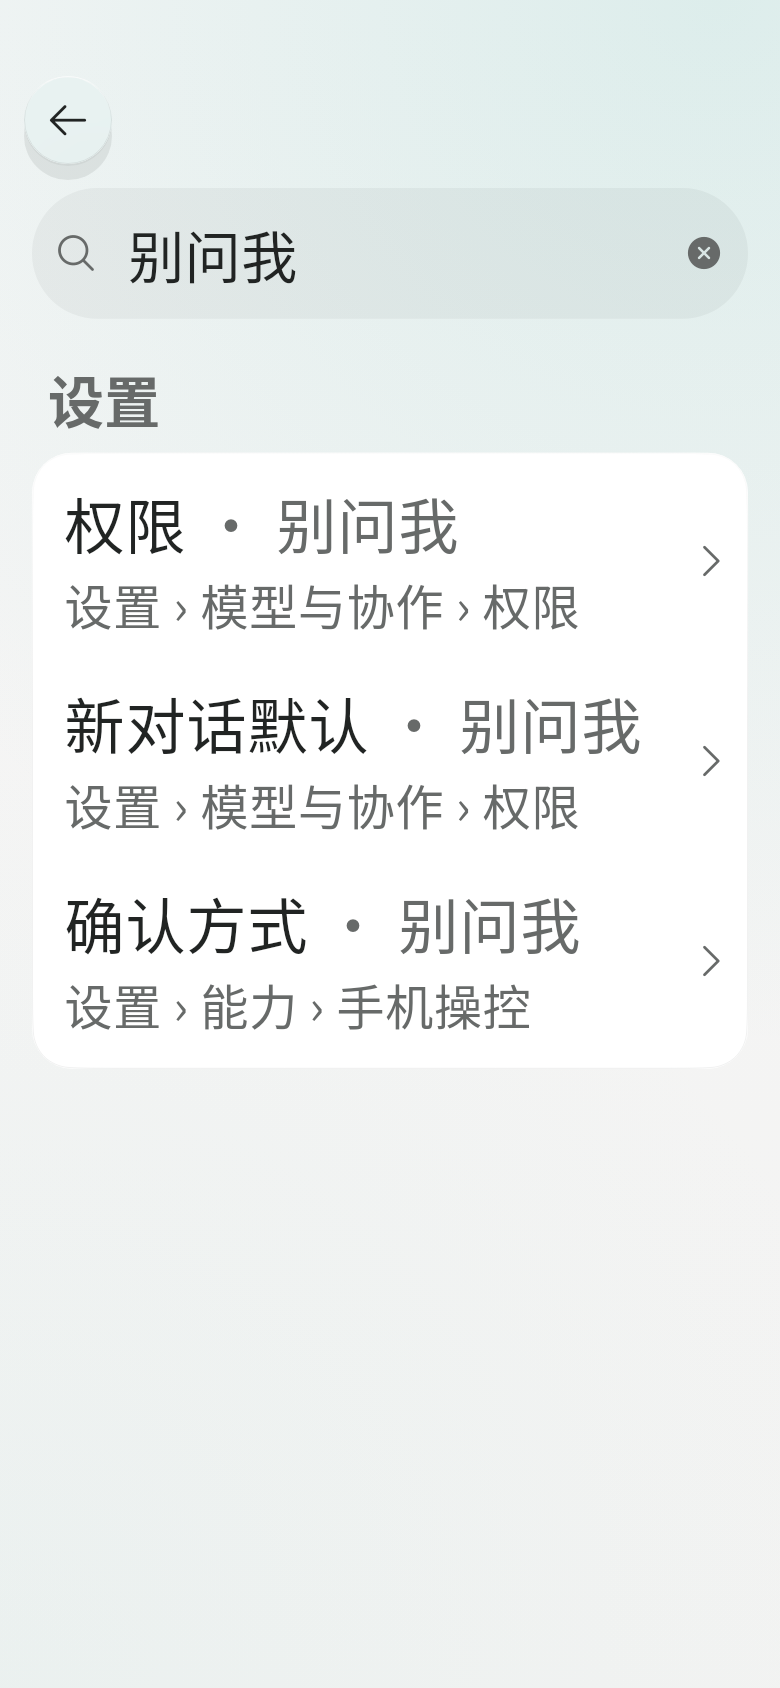 别问我
设置
权限 · 别问我
设置 › 模型与协作 › 权限
新对话默认 · 别问我
设置 › 模型与协作 › 权限
确认方式 · 别问我
设置 › 能力 › 手机操控